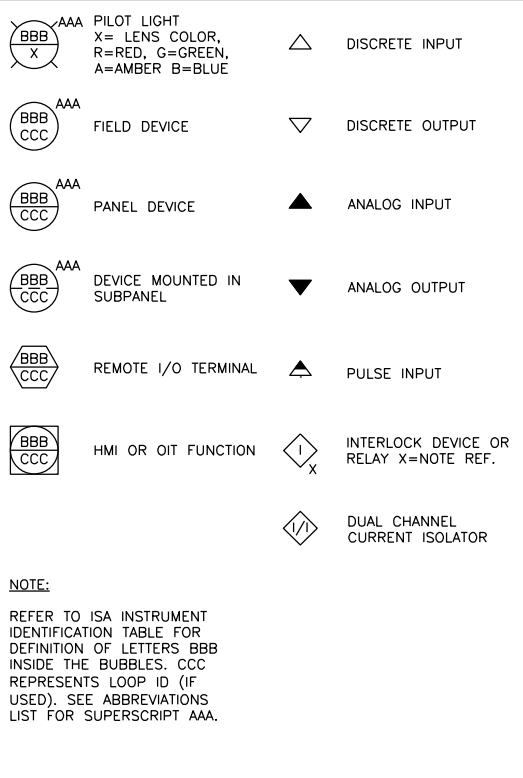 AAA
BBB
X
PILOT LIGHT
X= LENS COLOR,
R=RED, G=GREEN,
A=AMBER B=BLUE
AAA
BBB
CCC
FIELD DEVICE
AAA
BBB
CCC
PANEL DEVICE
AAA
BBB
CCC
DEVICE MOUNTED IN
SUBPANEL
BBB
CCC
REMOTE I/O TERMINAL
BBB
CCC
HMI OR OIT FUNCTION
DISCRETE INPUT
DISCRETE OUTPUT
ANALOG INPUT
ANALOG OUTPUT
PULSE INPUT
I
X
INTERLOCK DEVICE OR
RELAY X=NOTE REF.
I/I
DUAL CHANNEL
CURRENT ISOLATOR
NOTE:
REFER TO ISA INSTRUMENT
IDENTIFICATION TABLE FOR
DEFINITION OF LETTERS BBB
INSIDE THE BUBBLES. CCC
REPRESENTS LOOP ID (IF
USED). SEE ABBREVIATIONS
LIST FOR SUPERSCRIPT AAA.